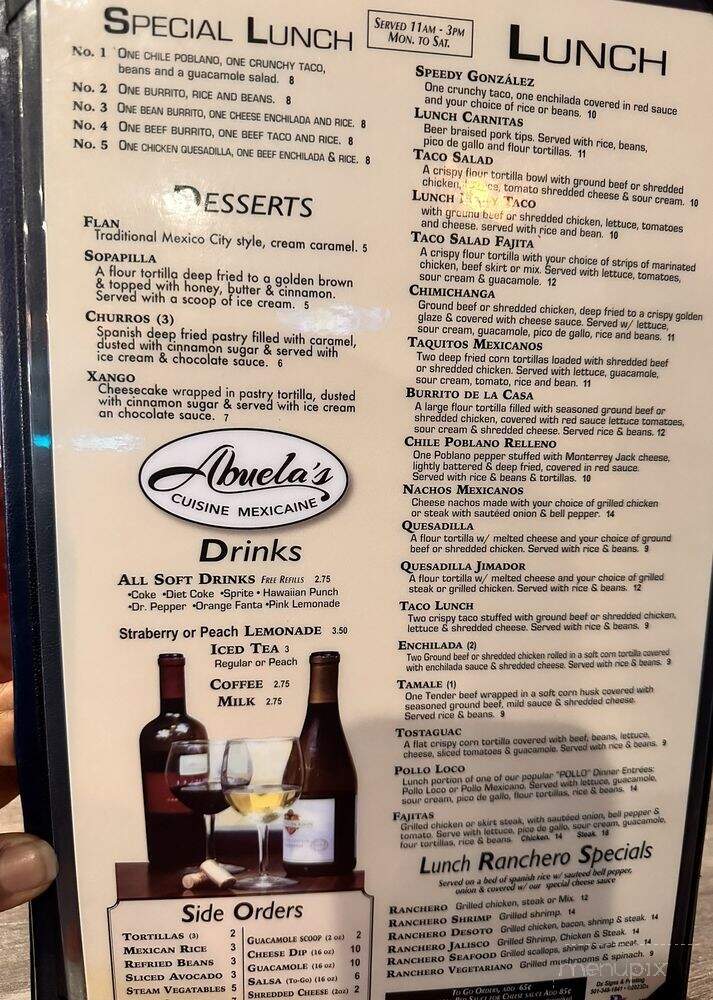 Special Lunch
Served 11am - 3pm
Mon. to Sat.
No. 1 One chile poblano, one crunchy taco,
beans and a guacamole salad. 8
No. 2 One burrito, rice and beans. 8
No. 3 One bean burrito, one cheese enchilada and rice. 8
No. 4 One beef burrito, one beef taco and rice. 8
No. 5 One chicken quesadilla, one beef enchilada & rice. 8
Desserts
Flan
Traditional Mexico City style, cream caramel. 5
Sopapilla
A flour tortilla deep fried to a golden brown
& topped with honey, butter & cinnamon.
Served with a scoop of ice cream. 5
Churros (3)
Spanish deep fried pastry filled with caramel,
dusted with cinnamon sugar & served with
ice cream & chocolate sauce. 6
Xango
Cheesecake wrapped in pastry tortilla, dusted
with cinnamon sugar & served with ice cream
an chocolate sauce. 7
Abuela's
Cuisine Mexicaine
Drinks
All Soft Drinks Free Refills 2.75
•Coke •Diet Coke •Sprite • Hawaiian Punch
•Dr. Pepper •Orange Fanta •Pink Lemonade
Straberry or Peach Lemonade 3.50
Iced Tea 3
Regular or Peach
Coffee 2.75
Milk 2.75
Side Orders
Tortillas (3) 2
Mexican Rice 3
Refried Beans 3
Sliced Avocado 3
Steam Vegatables 5
Guacamole scoop (2 oz) 2
Cheese Dip (16 oz) 10
Guacamole (16 oz) 10
Salsa (To-Go) (16 oz) 6
Shredded Cheese (2oz) 2
Lunch
Speedy González
One crunchy taco, one enchilada covered in red sauce
and your choice of rice or beans. 10
Lunch Carnitas
Beer braised pork tips. Served with rice, beans,
pico de gallo and flour tortillas. 11
Taco Salad
A crispy flour tortilla bowl with ground beef or shredded
chicken, tomato shredded cheese & sour cream. 10
Lunch Taco
with ground beef or shredded chicken, lettuce, tomatoes
and cheese. served with rice and bean. 10
Taco Salad Fajita
A crispy flour tortilla with your choice of strips of marinated
chicken, beef skirt or mix. Served with lettuce, tomatoes,
sour cream & guacamole. 12
Chimichanga
Ground beef or shredded chicken, deep fried to a crispy golden
glaze & covered with cheese sauce. Served w/ lettuce,
sour cream, guacamole, pico de gallo, rice and beans. 11
Taquitos Mexicanos
Two deep fried corn tortillas loaded with shredded beef
or shredded chicken. Served with lettuce, guacamole,
sour cream, tomato, rice and bean. 11
Burrito de la Casa
A large flour tortilla filled with seasoned ground beef or
shredded chicken, covered with red sauce lettuce tomatoes,
sour cream & shredded cheese. Served rice & beans. 12
Chile Poblano Relleno
One Poblano pepper stuffed with Monterrey Jack cheese,
lightly battered & deep fried, covered in red sauce.
Served with rice & beans & tortillas. 10
Nachos Mexicanos
Cheese nachos made with your choice of grilled chicken
or steak with sautéed onion & bell pepper. 14
Quesadilla
A flour tortilla w/ melted cheese and your choice of ground
beef or shredded chicken. Served with rice & beans. 9
Quesadilla Jimador
A flour tortilla w/ melted cheese and your choice of grilled
steak or grilled chicken. Served with rice & beans. 12
Taco Lunch
Two crispy taco stuffed with ground beef or shredded chicken,
lettuce & shredded cheese. Served with rice & beans. 9
Enchilada (2)
Two Ground beef or shredded chicken rolled in a soft corn tortilla covered
with enchilada sauce & shredded cheese. Served with rice & beans. 9
Tamale (1)
One Tender beef wrapped in a soft corn husk covered with
seasoned ground beef, mild sauce & shredded cheese.
Served rice & beans. 9
Tostaguac
A flat crispy corn tortilla covered with beef, beans, lettuce,
cheese, sliced tomatoes & guacamole. Served with rice & beans. 9
Pollo Loco
Lunch portion of one of our popular "POLLO" Dinner Entrées:
Pollo Loco or Pollo Mexicano. Served with lettuce, guacamole,
sour cream, pico de gallo, flour tortillas, rice & beans. 14
Fajitas
Grilled chicken or skirt steak, with sautéed onion, bell pepper &
tomato. Serve with lettuce, pico de gallo, sour cream, guacamole,
four tortillas, rice & beans. Chicken. 14 Steak. 18
Lunch Ranchero Specials
Served on a bed of spanish rice w/ sauteed bell pepper,
onion & covered w/ our special cheese sauce
Ranchero Grilled chicken, steak or Mix. 12
Ranchero Shrimp Grilled shrimp. 14
Ranchero Desoto Grilled chicken, bacon, shrimp & steak. 14
Ranchero Jalisco Grilled Shrimp, Chicken & Steak. 14
Ranchero Seafood Grilled scallops, shrimp & crab meat. 14
Ranchero Vegetariano Grilled mushrooms & spinach. 9
To Go Orders, add 65¢
menupix